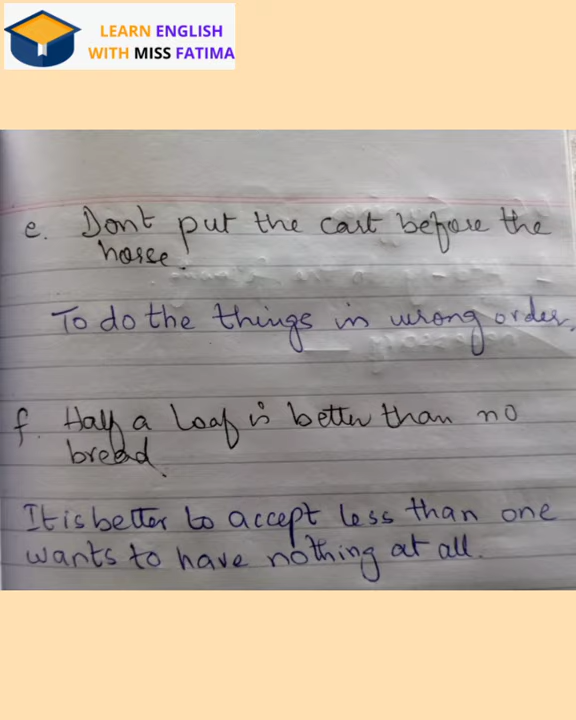 LEARN ENGLISH
WITH MISS FATIMA
e. Dont put the cart before the
horse.
To do the things in wrong order,
f. Half a loaf is better than no
bread.
It is better to accept less than one
wants to have nothing at all.